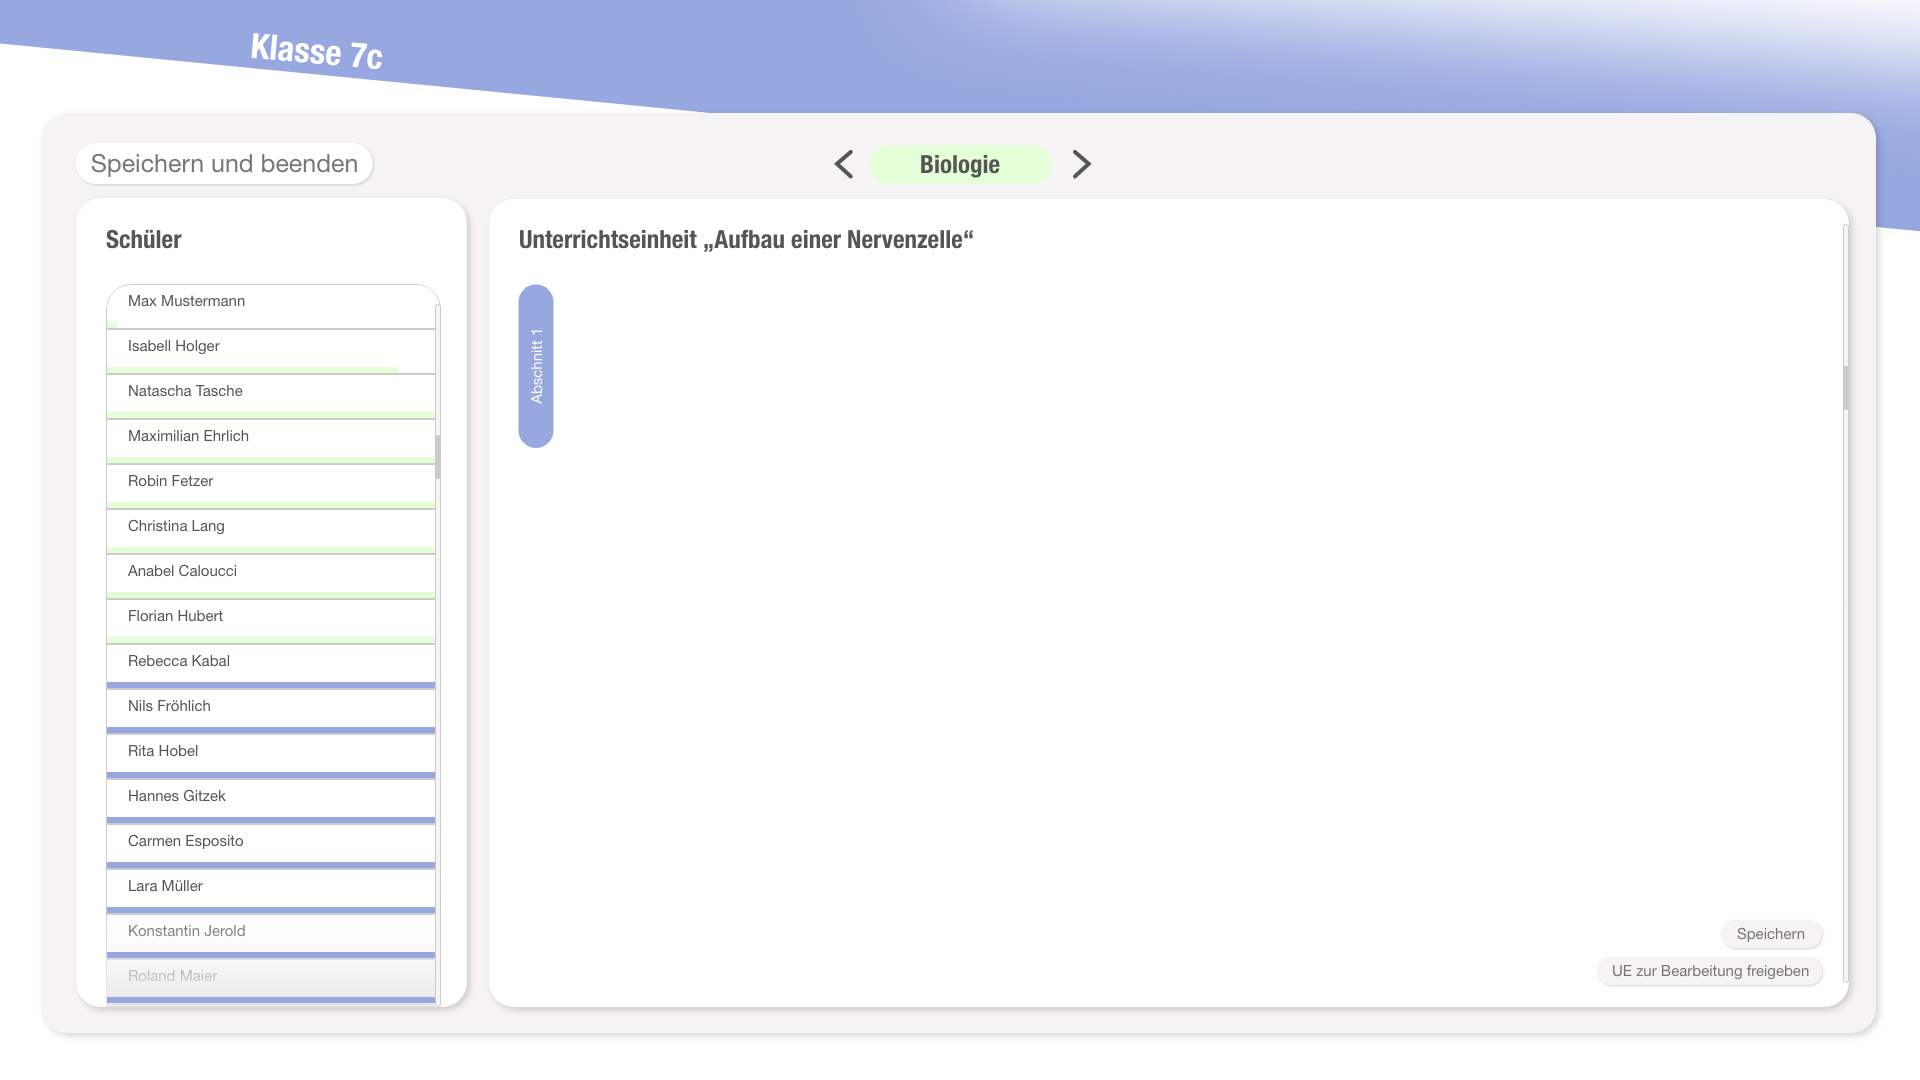 Klasse 7c
Speichern und beenden
Biologie
Schüler
Max Mustermann
Isabell Holger
Natascha Tasche
Maximilian Ehrlich
Robin Fetzer
Christina Lang
Anabel Caloucci
Florian Hubert
Rebecca Kabal
Nils Fröhlich
Rita Hobel
Hannes Gitzek
Carmen Esposito
Lara Müller
Konstantin Jerold
Roland Maier
Unterrichtseinheit „Aufbau einer Nervenzelle“
Abschnitt 1
Speichern
UE zur Bearbeitung freigeben